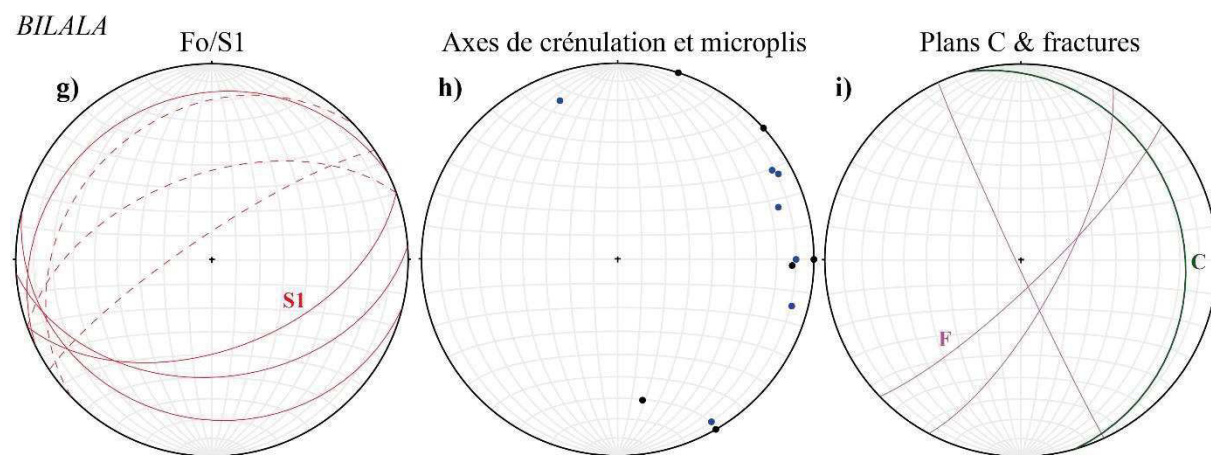 BILALA
Fo/S1
Axes de crénulation et microplis
Plans C & fractures
g)
h)
i)
S1
C
F